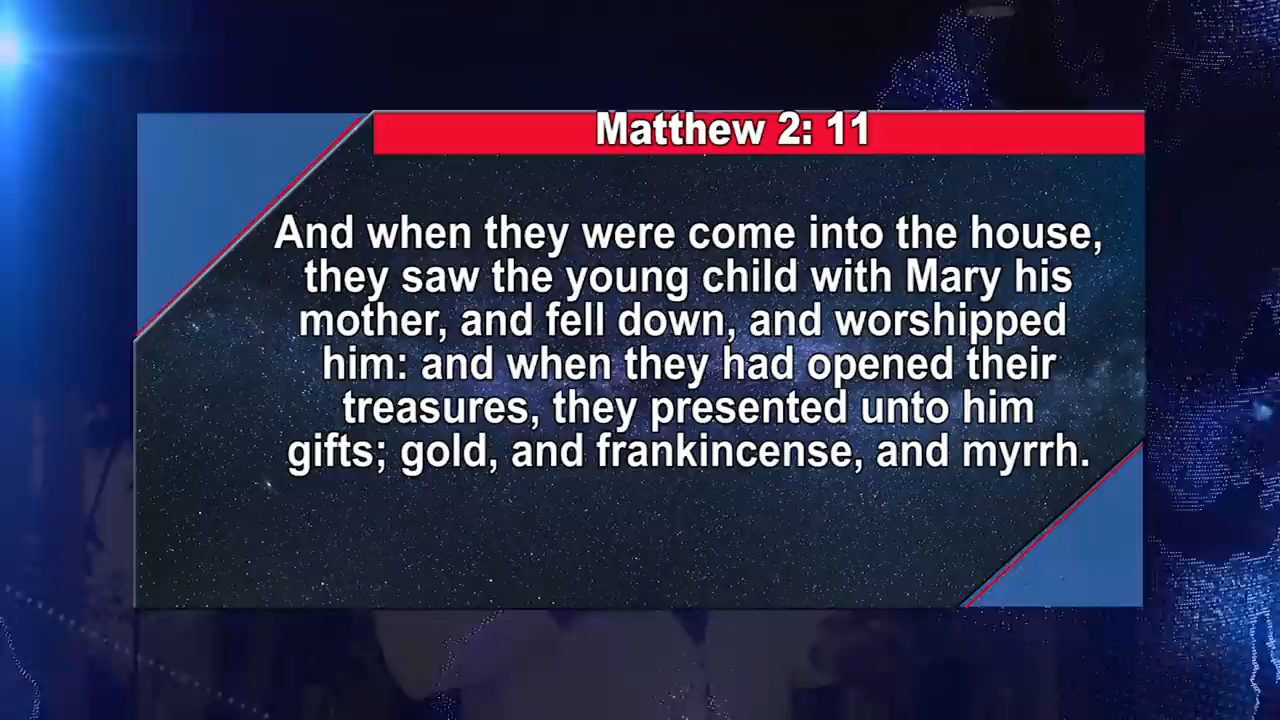 Matthew 2: 11
And when they were come into the house,
they saw the young child with Mary his
mother, and fell down, and worshipped
him: and when they had opened their
treasures, they presented unto him
gifts; gold, and frankincense, and myrrh.